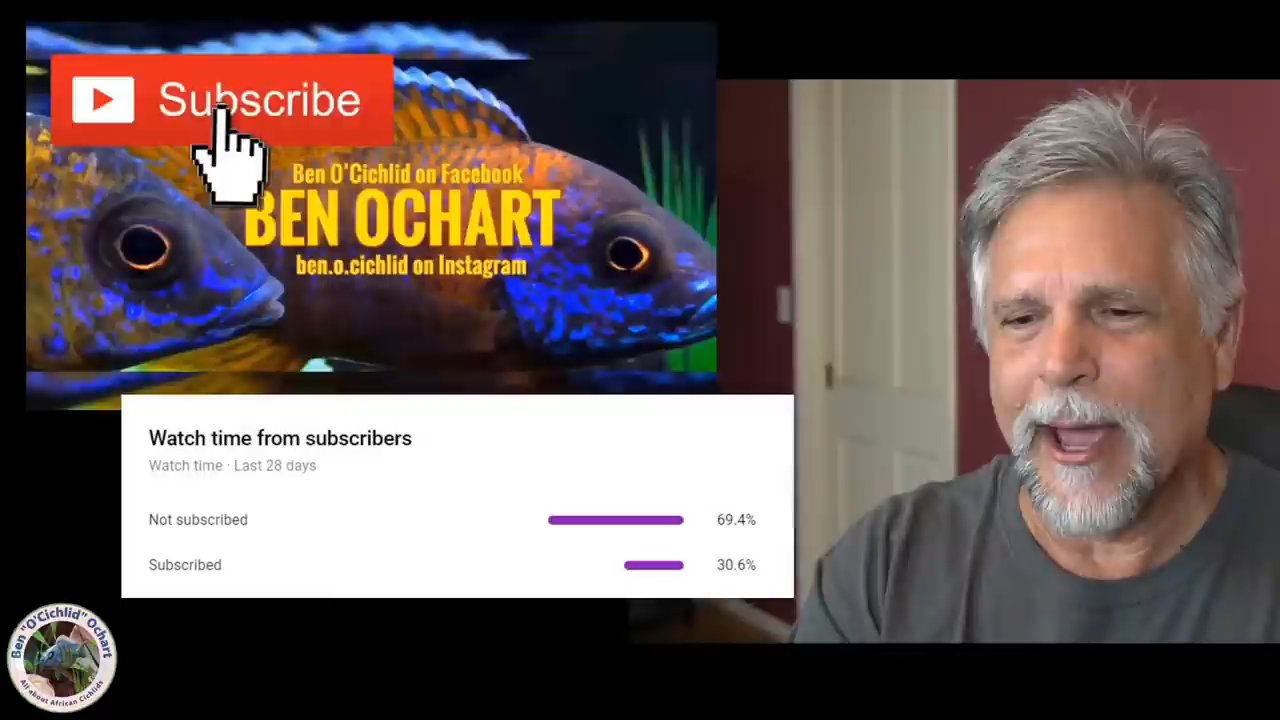 Subscribe
Ben O'Cichlid on Facebook
BEN OCHART
ben.o.cichlid on Instagram
Watch time from subscribers
Watch time · Last 28 days
Not subscribed 69.4%
Subscribed 30.6%
Ben "O'Cichlid" Ochart
All about African Cichlids